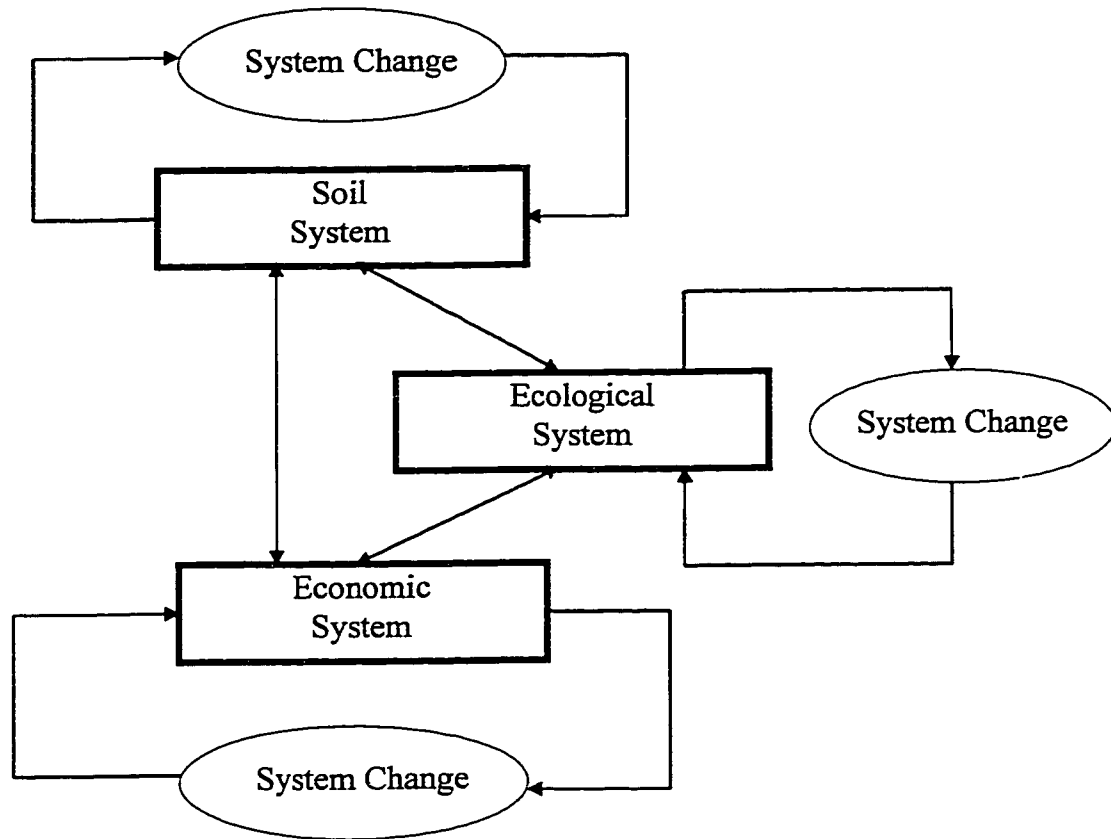 System Change
Soil
System
Ecological
System
System Change
Economic
System
System Change